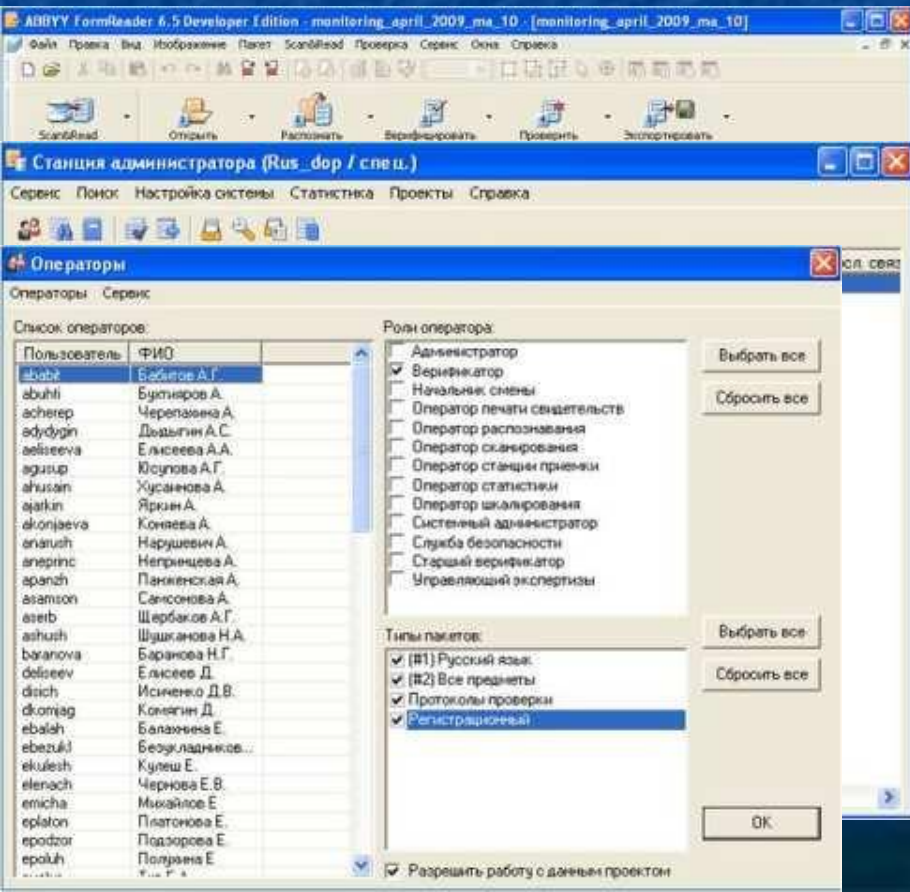 ABBYY FormReader 6.5 Developer Edition - monitoring_april_2009_ma_10 - [monitoring_april_2009_ma_10]
Файл Правка Вид Изображение Пакет Scan&Read Проверка Сервис Окна Справка
Scan&Read Открыть Распознать Верифицировать Проверить Экспортировать
Станция администратора (Rus_dop / спец.)
Сервис Поиск Настройка системы Статистика Проекты Справка
Операторы
Операторы Сервис
Список операторов:
Пользователь ФИО
ababit Бабитов А.Г.
abuhti Бухтияров А.
acherep Черепахина А.
adydygin Дыдыгин А.С.
aeliseeva Елисеева А.А.
agusup Юсупова А.Г.
ahusain Хусаинова А.
ajarkin Яркин А.
akonjaeva Коняева А.
anarush Нарушевич А.
aneprinc Непринцева А.
apanzh Панженская А.
asamson Самсонова А.
aserb Щербаков А.Г.
ashush Шушканова Н.А.
baranova Баранова Н.Г.
deliseev Елисеев Д.
disich Исиченко Д.В.
dkomjag Комягин Д.
ebalah Балахнина Е.
ebezukl Безукладников...
ekulesh Кулеш Е.
elenach Чернова Е.В.
emicha Михайлов Е
eplaton Платонова Е.
epodzor Подзорова Е.
epoluh Полухина Е
Роли оператора:
Администратор
Верификатор
Начальник смены
Оператор печати свидетельств
Оператор распознавания
Оператор сканирования
Оператор станции приемки
Оператор статистики
Оператор шкалирования
Системный администратор
Служба безопасности
Старший верификатор
Управляющий экспертизы
Выбрать все
Сбросить все
Типы пакетов:
(#1) Русский язык
(#2) Все предметы
Протоколы проверки
Регистрационный
Выбрать все
Сбросить все
OK
Разрешить работу с данным проектом